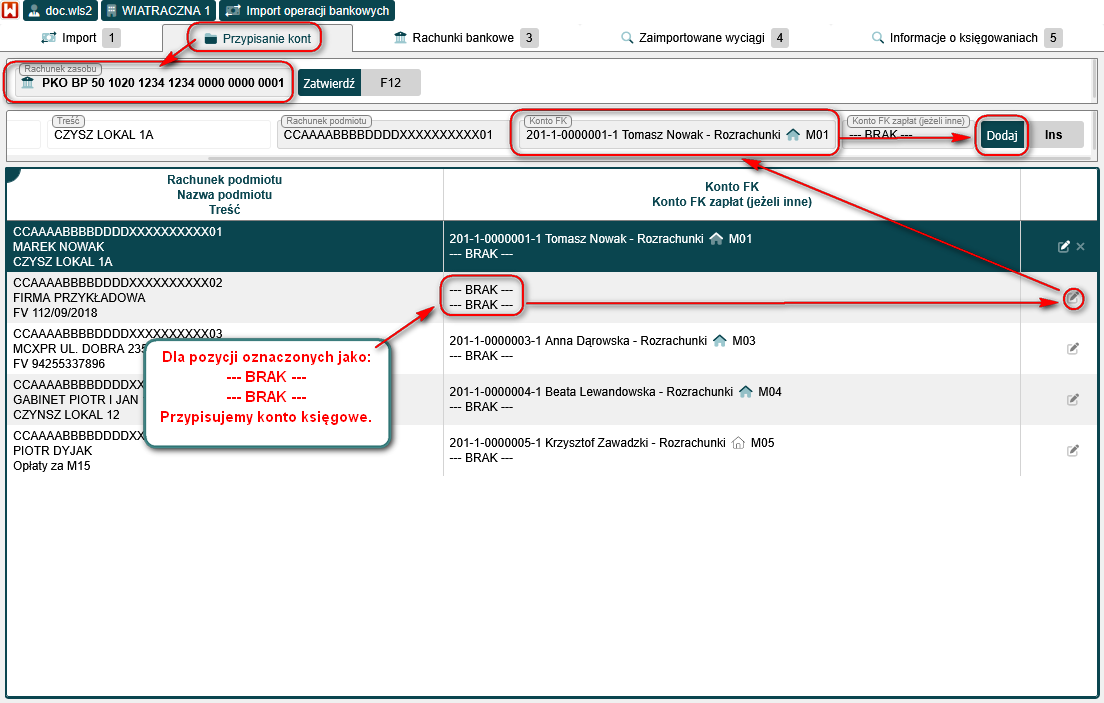 doc.wls2 WIATRACZNA 1 Import operacji bankowych
Import 1 Przypisanie kont Rachunki bankowe 3 Zaimportowane wyciągi 4 Informacje o księgowaniach 5
Rachunek zasobu
PKO BP 50 1020 1234 1234 0000 0000 0001 Zatwierdź F12
Treść Rachunek podmiotu Konto FK Konto FK zapłat (jeżeli inne)
CZYSZ LOKAL 1A CCAAAABBBBDDDDXXXXXXXXXX01 201-1-0000001-1 Tomasz Nowak - Rozrachunki M01 --- BRAK --- Dodaj Ins
Rachunek podmiotu
Nazwa podmiotu
Treść
Konto FK
Konto FK zapłat (jeżeli inne)
CCAAAABBBBDDDDXXXXXXXXXX01
MAREK NOWAK
CZYSZ LOKAL 1A
201-1-0000001-1 Tomasz Nowak - Rozrachunki M01
--- BRAK ---
CCAAAABBBBDDDDXXXXXXXXXX02
FIRMA PRZYKŁADOWA
FV 112/09/2018
--- BRAK ---
--- BRAK ---
CCAAAABBBBDDDDXXXXXXXXXX03
MCXPR UL. DOBRA 235
FV 94255337896
201-1-0000003-1 Anna Dąrowska - Rozrachunki M03
--- BRAK ---
CCAAAABBBBDDDDXX
GABINET PIOTR I JAN
CZYNSZ LOKAL 12
201-1-0000004-1 Beata Lewandowska - Rozrachunki M04
--- BRAK ---
CCAAAABBBBDDDDXX
PIOTR DYJAK
Opłaty za M15
201-1-0000005-1 Krzysztof Zawadzki - Rozrachunki M05
--- BRAK ---
Dla pozycji oznaczonych jako:
--- BRAK ---
--- BRAK ---
Przypisujemy konto księgowe.